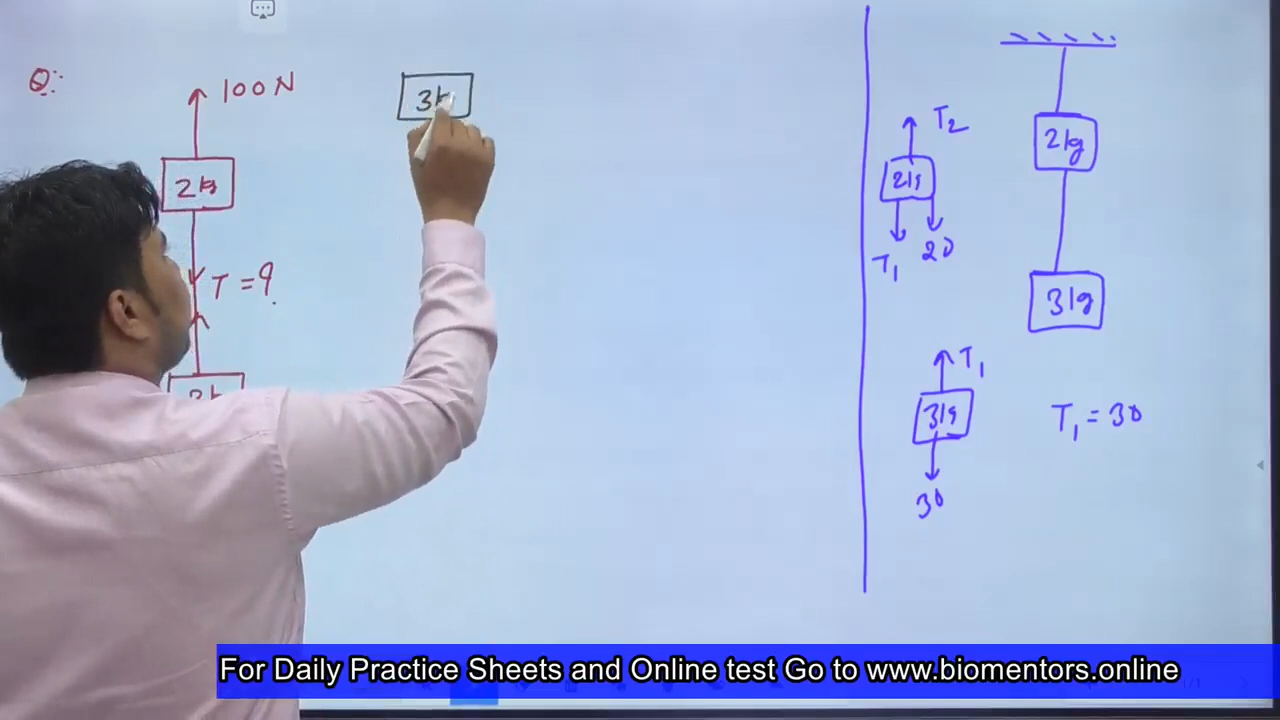 Q:
100 N
2kg
T = ?
3k
T2
2kg
T1
20
T1
3kg
30
2kg
3kg
T1 = 30
For Daily Practice Sheets and Online test Go to www.biomentors.online